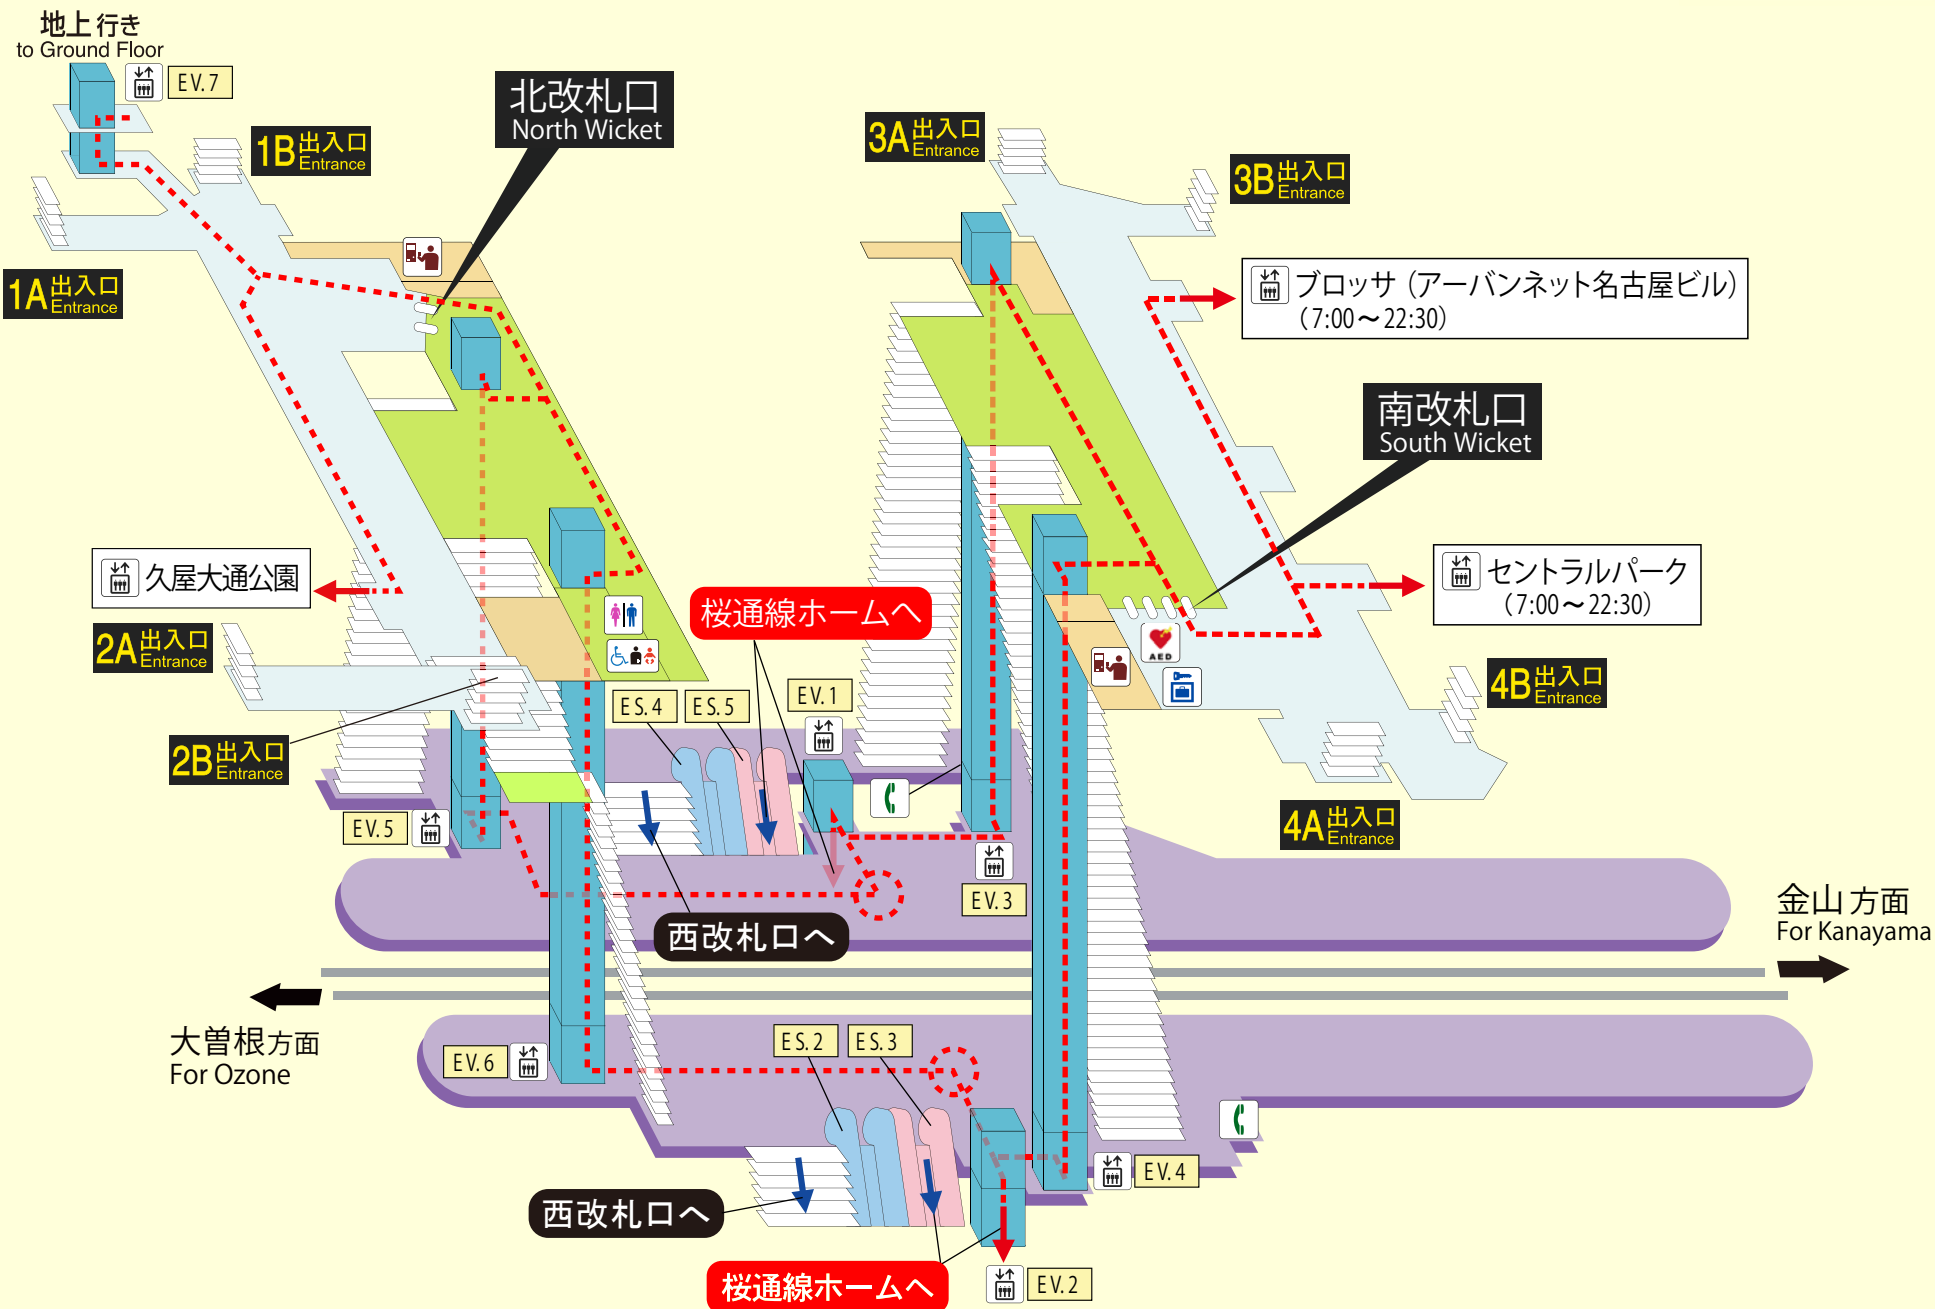 地上行き
to Ground Floor
EV.7
北改札口
North Wicket
1B出入口
Entrance
3A出入口
Entrance
3B出入口
Entrance
1A出入口
Entrance
ブロッサ（アーバンネット名古屋ビル）
（7:00～22:30）
南改札口
South Wicket
久屋大通公園
セントラルパーク
（7:00～22:30）
桜通線ホームへ
2A出入口
Entrance
AED
ES.4
ES.5
EV.1
4B出入口
Entrance
2B出入口
Entrance
EV.5
4A出入口
Entrance
EV.3
西改札口へ
金山方面
For Kanayama
大曽根方面
For Ozone
EV.6
ES.2
ES.3
EV.4
西改札口へ
桜通線ホームへ
EV.2